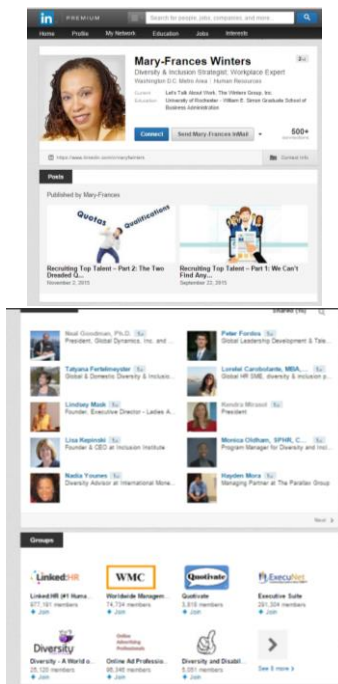 in PREMIUM
Search for people, jobs, companies, and more...
Home Profile My Network Education Jobs Interests
Mary-Frances Winters
2nd
Diversity & Inclusion Strategist; Workplace Expert
Washington D.C. Metro Area | Human Resources
Current Let's Talk About Work, The Winters Group, Inc.
Education University of Rochester - William E. Simon Graduate School of
Business Administration
Connect Send Mary-Frances InMail
500+
Contact Info
Posts
Published by Mary-Frances
Quotas Qualifications
Recruiting Top Talent – Part 2: The Two
Dreaded Q...
November 2, 2015
Recruiting Top Talent – Part 1: We Can't
Find Any...
September 22, 2015
Neal Goodman, Ph.D.
President, Global Dynamics, Inc. and ...
Peter Fordos
Global Leadership Development & Tale...
Tatyana Fertelmeyster
Global & Domestic Diversity & Inclusio...
Lorelei Carobolante, MBA,...
Global HR SME, diversity & inclusion p...
Lindsey Mask
Founder, Executive Director - Ladies A...
President
Lisa Kepinski
Founder & CEO at Inclusion Institute
Monica Oldham, SPHR, C...
Program Manager for Diversity and Incl...
Nadia Younes
Diversity Advisor at International Mone...
Hayden Mora
Managing Partner at The Parallax Group
Next
Groups
Linked:HR
WMC
Quotivate
ExecuNet
Linked:HR (#1 Huma...
Worldwide Managem...
Quotivate
Executive Suite
977,191 members
74,734 members
5,818 members
291,304 members
Join
Join
Join
Join
Diversity
Online
Advertising
Professionals
Diversity - A World o...
Online Ad Professio...
Diversity and Disabil...
See 8 more
25,120 members
98,346 members
5,051 members
Join
Join
Join